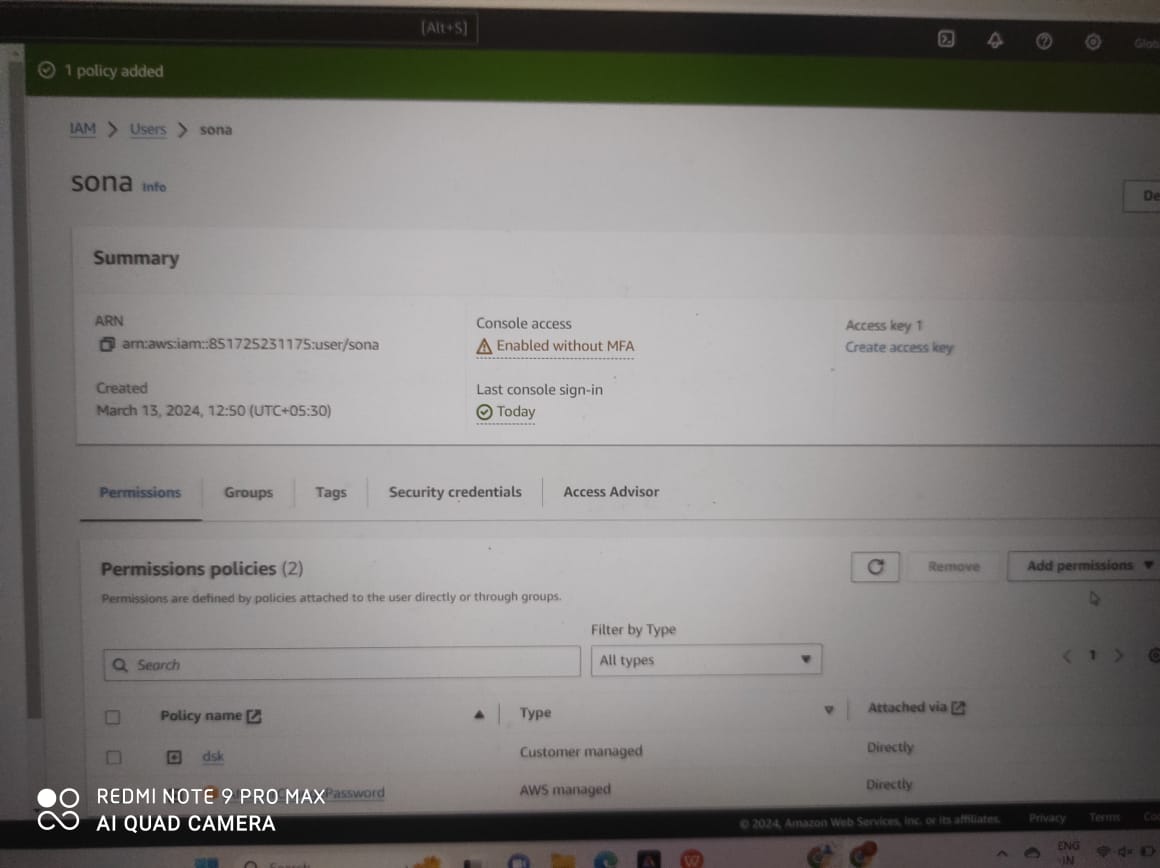 [Alt+S]
1 policy added
IAM > Users > sona
sona Info
Summary
ARN
arn:aws:iam::851725231175:user/sona
Created
March 13, 2024, 12:50 (UTC+05:30)
Console access
Enabled without MFA
Last console sign-in
Today
Access key 1
Create access key
Permissions Groups Tags Security credentials Access Advisor
Permissions policies (2)
Remove
Add permissions
Permissions are defined by policies attached to the user directly or through groups.
Filter by Type
Search
All types
1
Policy name Type Attached via
dsk Customer managed Directly
Password AWS managed Directly
© 2024, Amazon Web Services, Inc. or its affiliates. Privacy Terms
REDMI NOTE 9 PRO MAX
AI QUAD CAMERA
Search
ENG
IN